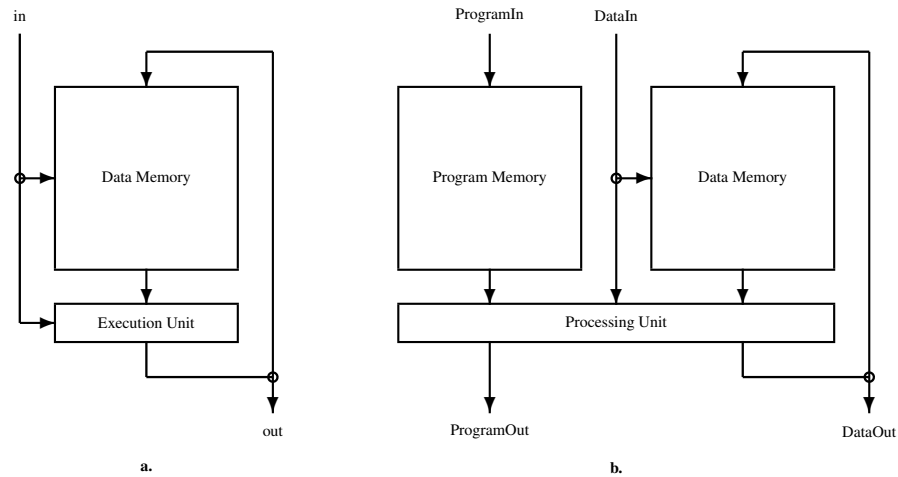 in
Data Memory
Execution Unit
out
a.
ProgramIn
DataIn
Program Memory
Data Memory
Processing Unit
ProgramOut
DataOut
b.